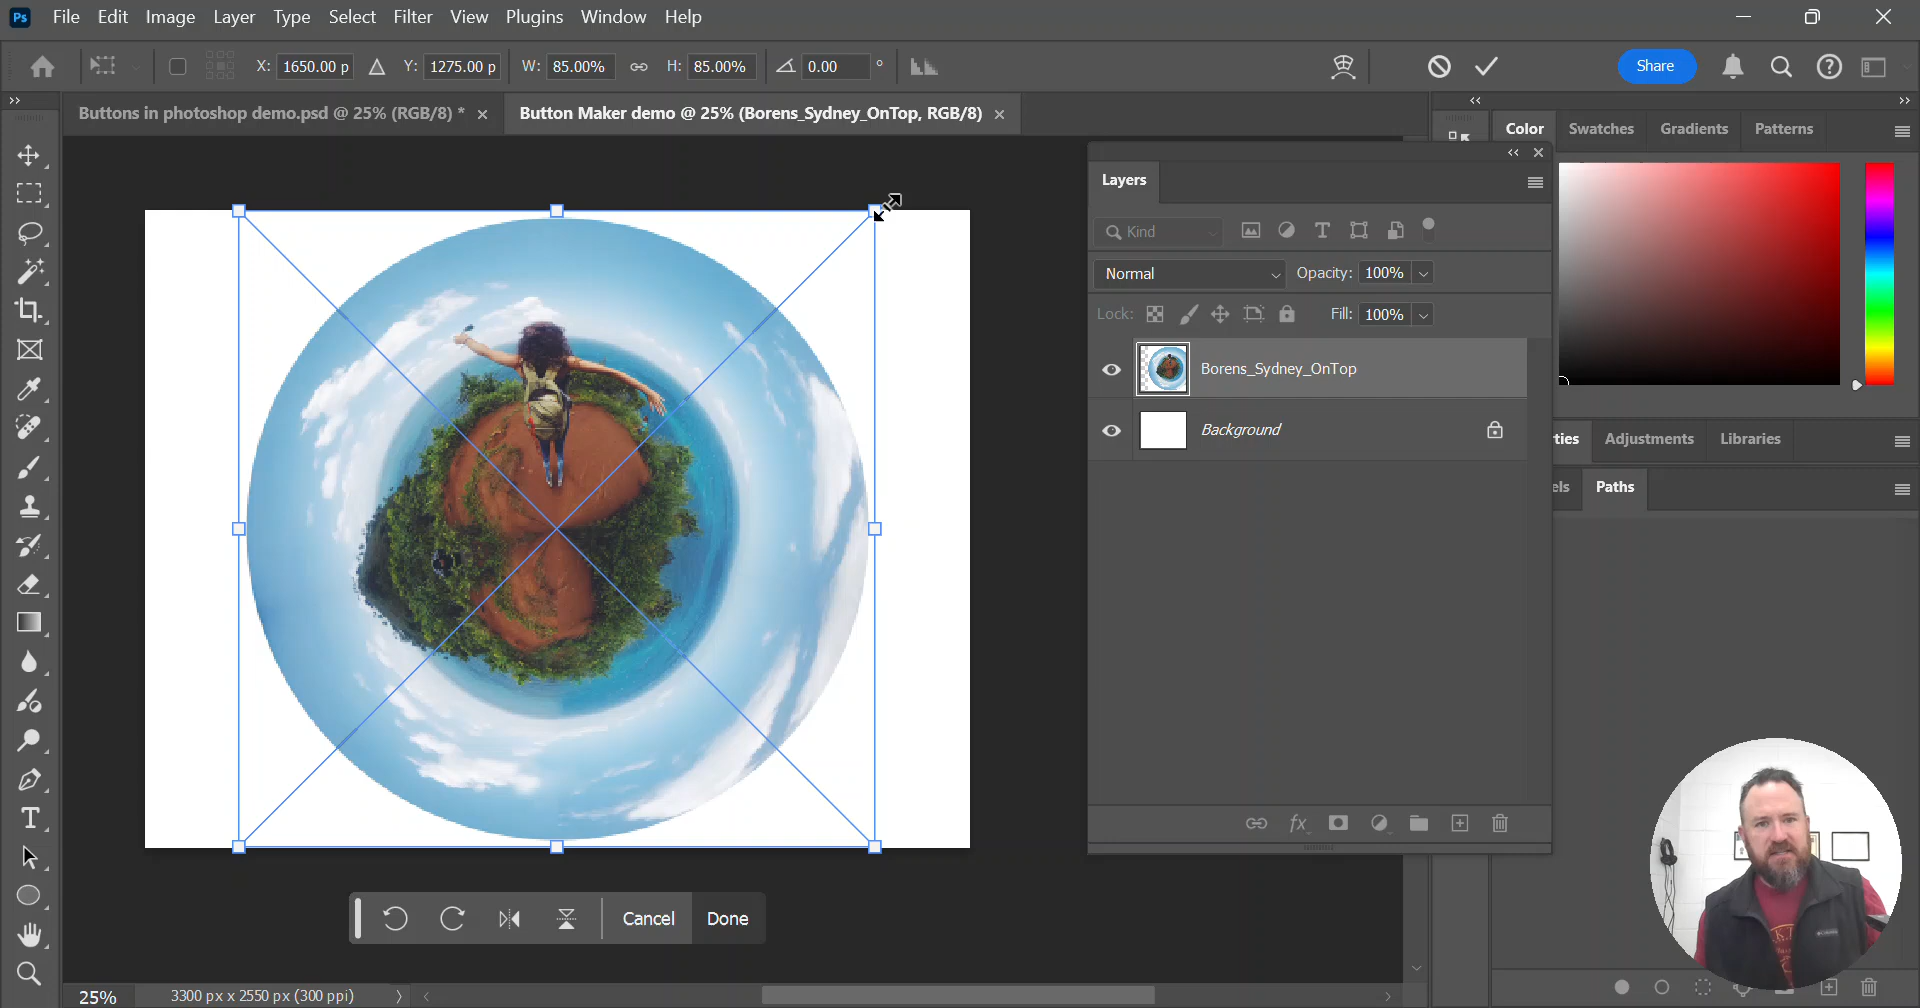 Ps File Edit Image Layer Type Select Filter View Plugins Window Help
X: 1650.00 p Y: 1275.00 p W: 85.00% H: 85.00% 0.00 ° Share
Buttons in photoshop demo.psd @ 25% (RGB/8) * Button Maker demo @ 25% (Borens_Sydney_OnTop, RGB/8)
Color Swatches Gradients Patterns
Layers
Kind
Normal Opacity: 100%
Lock: Fill: 100%
Borens_Sydney_OnTop
Background
ties Adjustments Libraries
els Paths
Cancel Done
25% 3300 px x 2550 px (300 ppi)